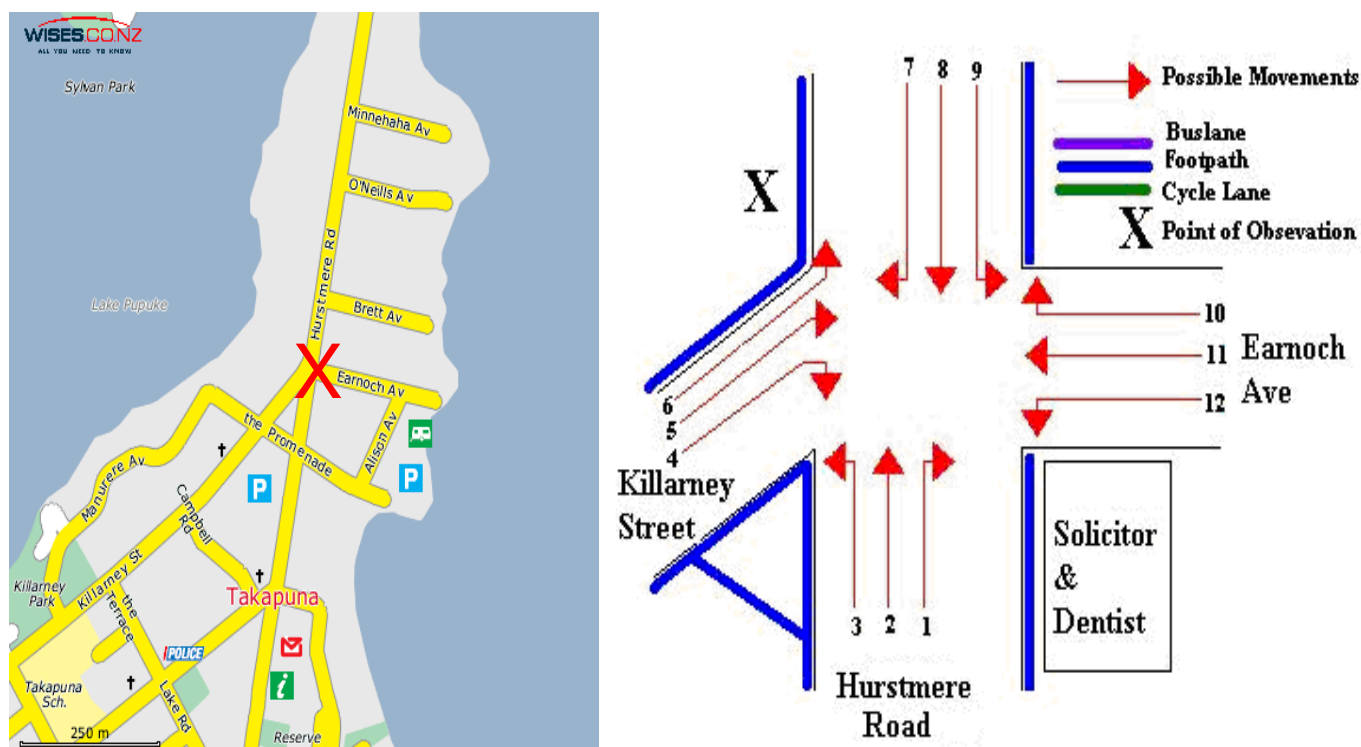 WISES.CO.NZ
ALL YOU NEED TO KNOW
Sylvan Park
Minnehaha Av
O'Neills Av
Hurstmere Rd
Lake Pupuke
Brett Av
X
Earnoch Av
the Promenade
Alison Av
Manurere Av
P
P
Campbell Rd
Killarney Park
Killarney St
the Terrace
Takapuna
POLICE
i
Takapuna Sch.
Lake Rd
250 m
Reserve
7 8 9
Possible Movements
Buslane
Footpath
Cycle Lane
X Point of Obsevation
X
10
11
12
Earnoch
Ave
6
5
4
Killarney
Street
3 2 1
Hurstmere
Road
Solicitor
&
Dentist